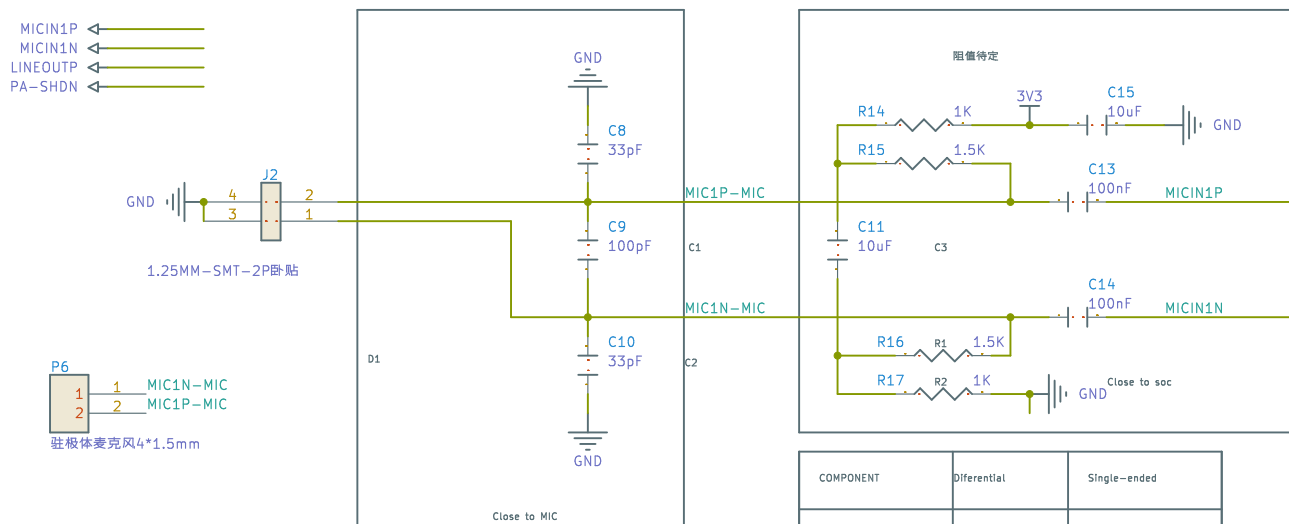 MICIN1P
MICIN1N
LINEOUTP
PA-SHDN
GND
C8
33pF
J2
GND
4
2
3
1
1.25MM-SMT-2P卧贴
MIC1P-MIC
C9
100pF
C1
MIC1N-MIC
C10
33pF
C2
D1
GND
Close to MIC
P6
1
1
MIC1N-MIC
2
2
MIC1P-MIC
驻极体麦克风4*1.5mm
阻值待定
R14
1K
3V3
C15
10uF
GND
R15
1.5K
C13
100nF
MICIN1P
C11
10uF
C3
C14
100nF
MICIN1N
R16
R1
1.5K
R17
R2
1K
GND
Close to soc
COMPONENT
Diferential
Single-ended